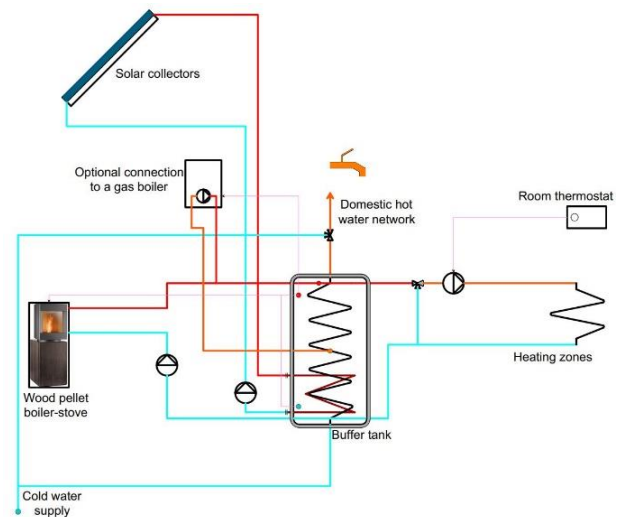 Solar collectors
Optional connection
to a gas boiler
Domestic hot
water network
Room thermostat
Heating zones
Wood pellet
boiler-stove
Buffer tank
Cold water
supply